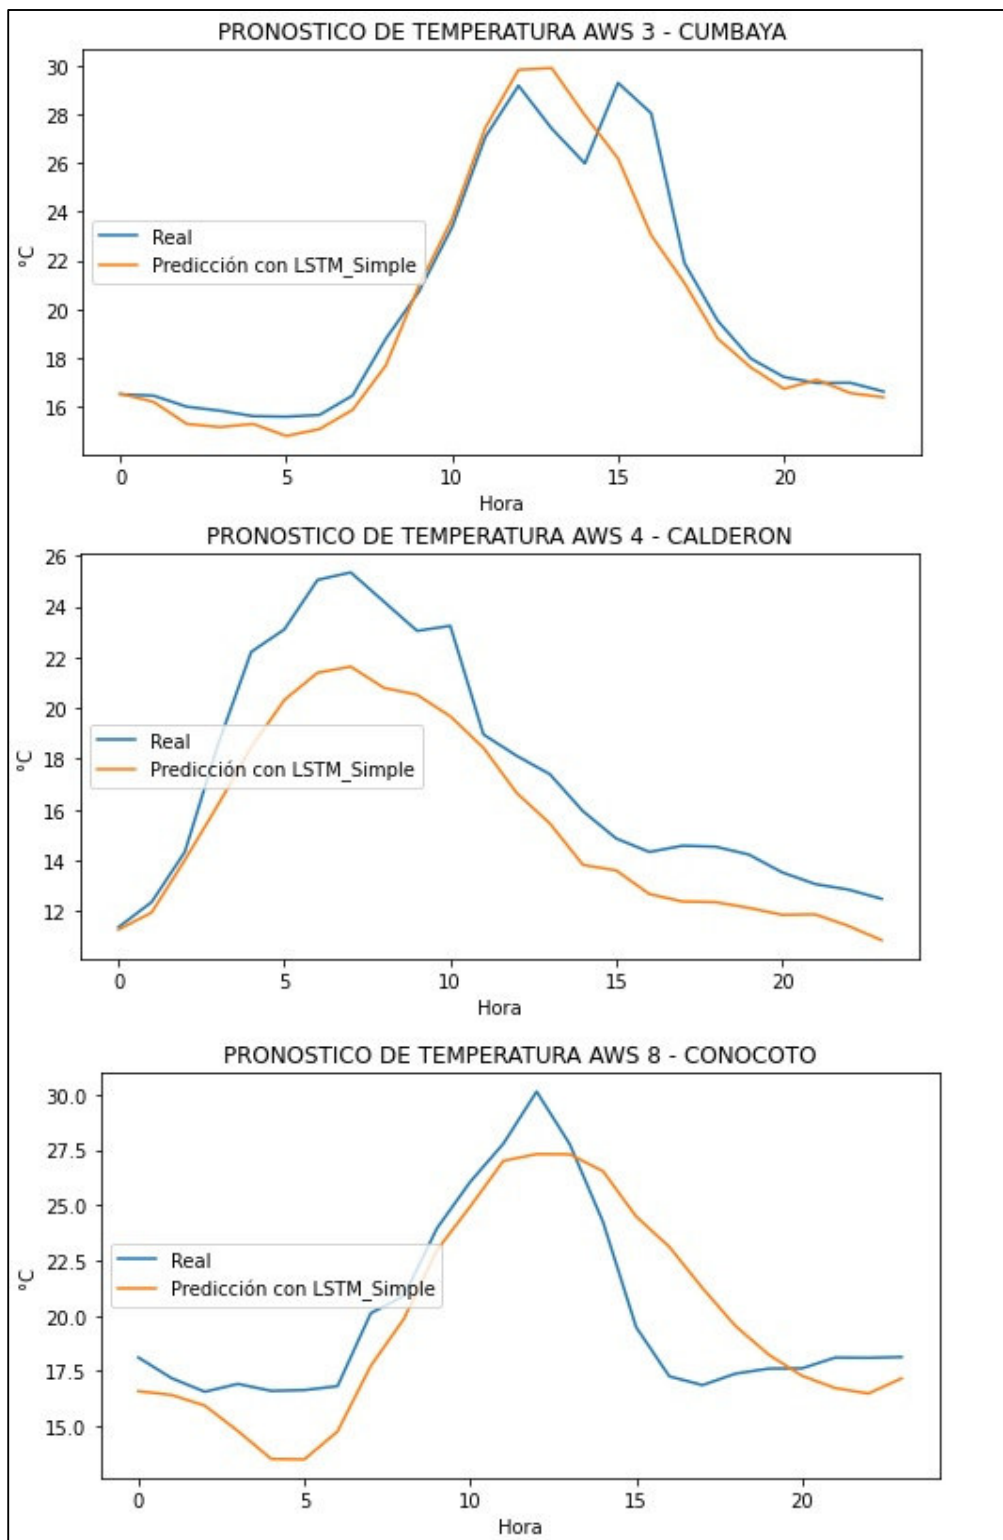 PRONOSTICO DE TEMPERATURA AWS 3 - CUMBAYA
30
28
26
24
22
20
18
16
°C
Real
Predicción con LSTM_Simple
0 5 10 15 20
Hora
PRONOSTICO DE TEMPERATURA AWS 4 - CALDERON
26
24
22
20
18
16
14
12
°C
Real
Predicción con LSTM_Simple
0 5 10 15 20
Hora
PRONOSTICO DE TEMPERATURA AWS 8 - CONOCOTO
30.0
27.5
25.0
22.5
20.0
17.5
15.0
°C
Real
Predicción con LSTM_Simple
0 5 10 15 20
Hora